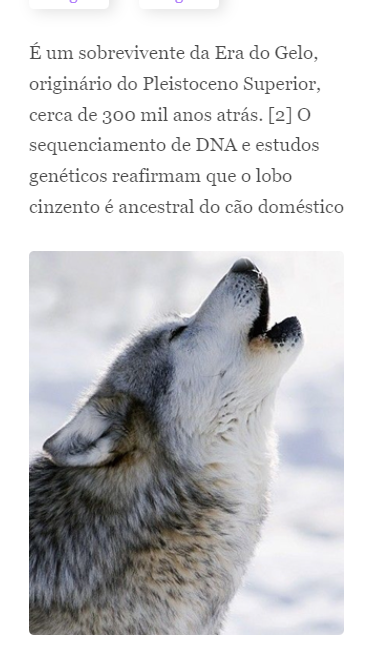 É um sobrevivente da Era do Gelo,
originário do Pleistoceno Superior,
cerca de 300 mil anos atrás. [2] O
sequenciamento de DNA e estudos
genéticos reafirmam que o lobo
cinzento é ancestral do cão doméstico